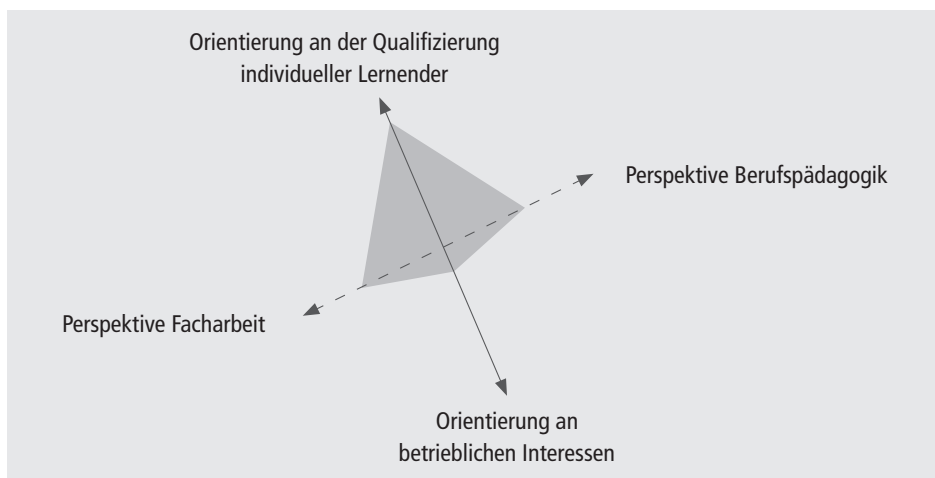 Orientierung an der Qualifizierung
individueller Lernender
Perspektive Berufspädagogik
Perspektive Facharbeit
Orientierung an
betrieblichen Interessen